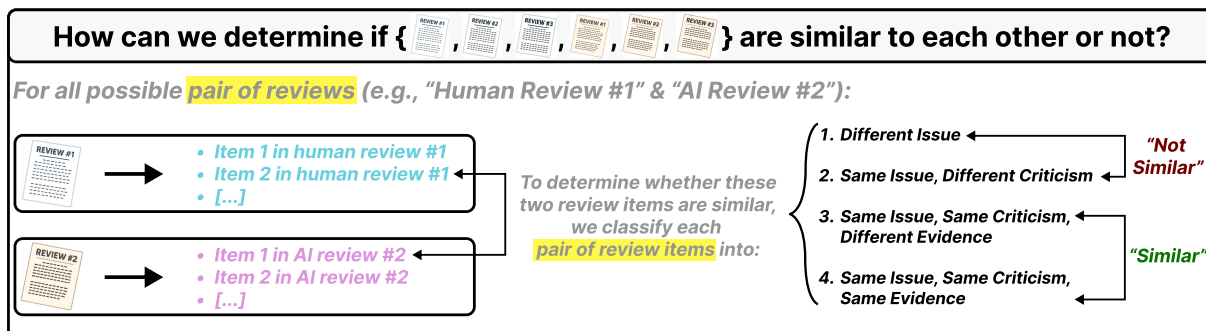 How can we determine if { REVIEW #1 , REVIEW #2 , REVIEW #3 , REVIEW #1 , REVIEW #2 , REVIEW #3 } are similar to each other or not?
For all possible pair of reviews (e.g., “Human Review #1” & “AI Review #2”):
REVIEW #1
• Item 1 in human review #1
• Item 2 in human review #1
• [...]
REVIEW #2
• Item 1 in AI review #2
• Item 2 in AI review #2
• [...]
To determine whether these
two review items are similar,
we classify each
pair of review items into:
1. Different Issue
2. Same Issue, Different Criticism
3. Same Issue, Same Criticism,
Different Evidence
4. Same Issue, Same Criticism,
Same Evidence
“Not
Similar”
“Similar”